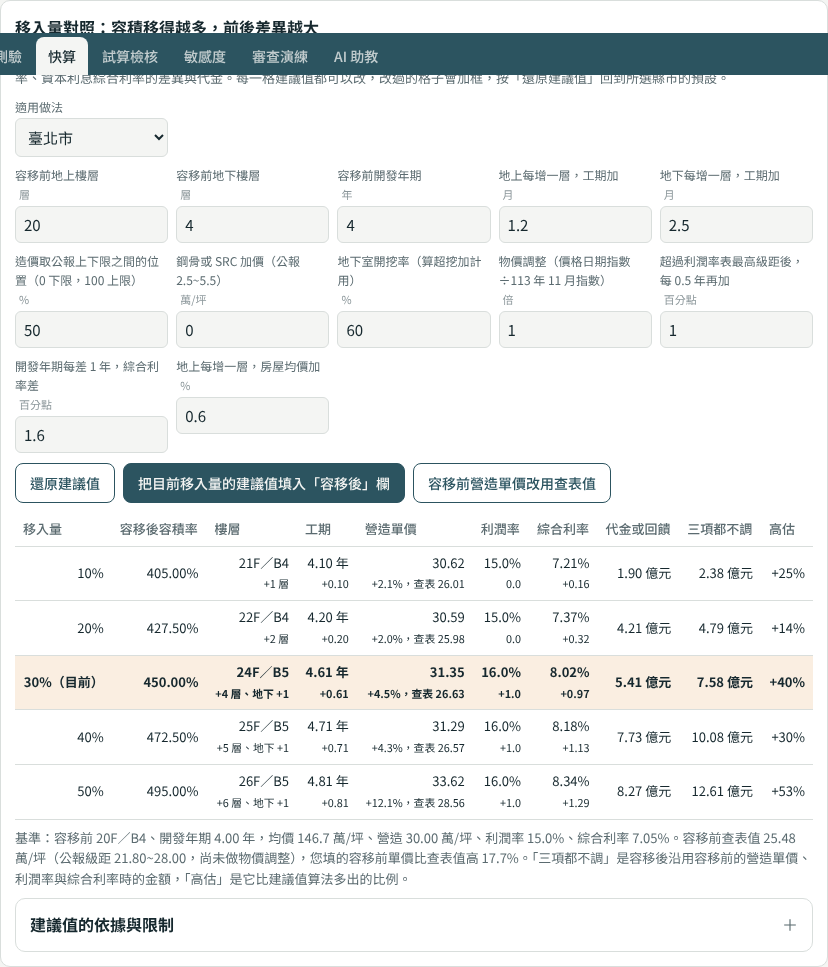 移入量對照：容積移得越多，前後差異越大
測驗 快算 試算檢核 敏感度 審查演練 AI 助教
率、資本利息綜合利率的差異與代金。每一格建議值都可以改，改過的格子會加框，按「還原建議值」回到所選縣市的預設。
適用做法
臺北市
容移前地上樓層 容移前地下樓層 容移前開發年期 地上每增一層，工期加 地下每增一層，工期加
層 層 年 月 月
20 4 4 1.2 2.5
造價取公報上下限之間的位 鋼骨或 SRC 加價（公報 地下室開挖率（算超挖加計 物價調整（價格日期指數 超過利潤率表最高級距後，
置（0 下限，100 上限） 2.5~5.5） 用） ÷113 年 11 月指數） 每 0.5 年再加
% 萬/坪 % 倍 百分點
50 0 60 1 1
開發年期每差 1 年，綜合利 地上每增一層，房屋均價加
率差 %
百分點 0.6
1.6
還原建議值 把目前移入量的建議值填入「容移後」欄 容移前營造單價改用查表值
移入量 容移後容積率 樓層 工期 營造單價 利潤率 綜合利率 代金或回饋 三項都不調 高估
10% 405.00% 21F／B4 4.10 年 30.62 15.0% 7.21% 1.90 億元 2.38 億元 +25%
+1 層 +0.10 +2.1%，查表 26.01 0.0 +0.16
20% 427.50% 22F／B4 4.20 年 30.59 15.0% 7.37% 4.21 億元 4.79 億元 +14%
+2 層 +0.20 +2.0%，查表 25.98 0.0 +0.32
30%（目前） 450.00% 24F／B5 4.61 年 31.35 16.0% 8.02% 5.41 億元 7.58 億元 +40%
+4 層、地下 +1 +0.61 +4.5%，查表 26.63 +1.0 +0.97
40% 472.50% 25F／B5 4.71 年 31.29 16.0% 8.18% 7.73 億元 10.08 億元 +30%
+5 層、地下 +1 +0.71 +4.3%，查表 26.57 +1.0 +1.13
50% 495.00% 26F／B5 4.81 年 33.62 16.0% 8.34% 8.27 億元 12.61 億元 +53%
+6 層、地下 +1 +0.81 +12.1%，查表 28.56 +1.0 +1.29
基準：容移前 20F／B4、開發年期 4.00 年，均價 146.7 萬/坪、營造 30.00 萬/坪、利潤率 15.0%、綜合利率 7.05%。容移前查表值 25.48
萬/坪（公報級距 21.80~28.00，尚未做物價調整），您填的容移前單價比查表值高 17.7%。「三項都不調」是容移後沿用容移前的營造單價、
利潤率與綜合利率時的金額，「高估」是它比建議值算法多出的比例。
建議值的依據與限制